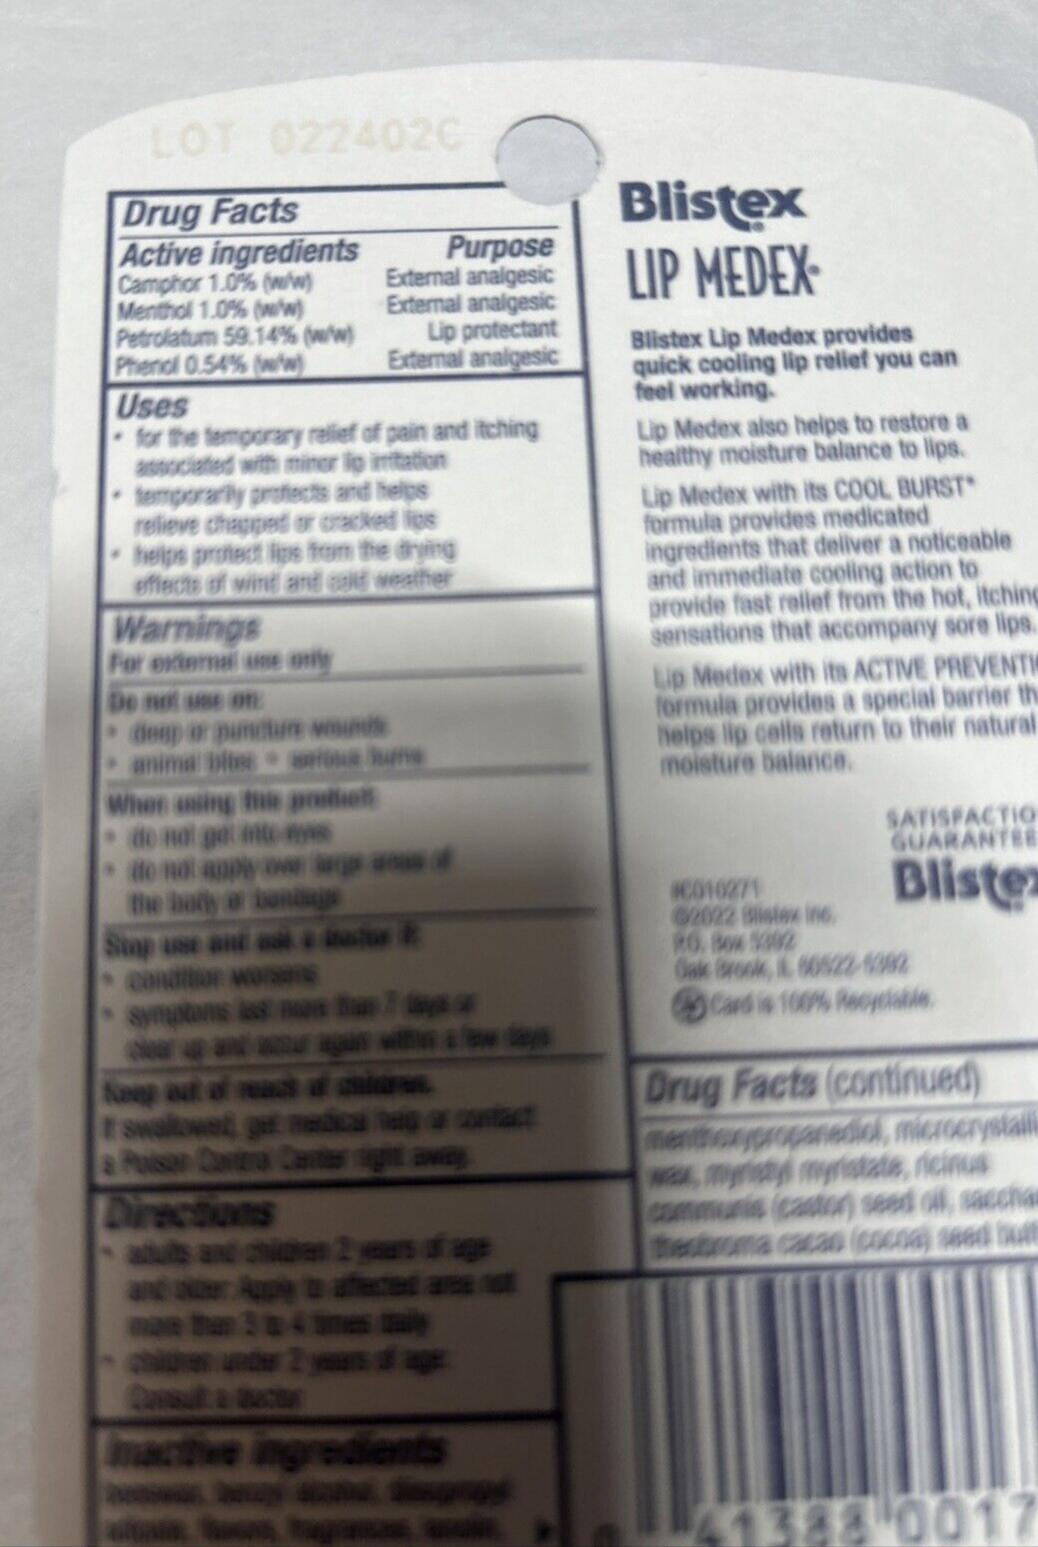 LOT 022402C
Drug Facts
Active ingredients Purpose
Camphor 1.0% (w/w) External analgesic
Menthol 1.0% (w/w) External analgesic
Petrolatum 59.14% (w/w) Lip protectant
Phenol 0.54% (w/w) External analgesic
Uses
• for the temporary relief of pain and itching
associated with minor lip irritation
• temporarily protects and helps
relieve chapped or cracked lips
• helps protect lips from the drying
effects of wind and cold weather
Warnings
For external use only
Do not use on:
• deep or puncture wounds
• animal bites • serious burns
When using this product:
• do not get into eyes
• do not apply over large areas of
the body or bandage
Stop use and ask a doctor if:
• condition worsens
• symptoms last more than 7 days or
clear up and occur again within a few days
Keep out of reach of children.
If swallowed, get medical help or contact
a Poison Control Center right away.
Directions
• adults and children 2 years of age
and older: Apply to affected area not
more than 3 to 4 times daily
• children under 2 years of age:
Consult a doctor
Inactive ingredients
beeswax, benzyl alcohol, diisopropyl
adipate, flavors, fragrances, lanolin,
Blistex®
LIP MEDEX®
Blistex Lip Medex provides
quick cooling lip relief you can
feel working.
Lip Medex also helps to restore a
healthy moisture balance to lips.
Lip Medex with its COOL BURST®
formula provides medicated
ingredients that deliver a noticeable
and immediate cooling action to
provide fast relief from the hot, itching
sensations that accompany sore lips.
Lip Medex with its ACTIVE PREVENTI
formula provides a special barrier th
helps lip cells return to their natural
moisture balance.
SATISFACTIO
GUARANTEE
Blistex
#C010271
©2022 Blistex Inc.
P.O. Box 5392
Oak Brook, IL 60522-5392
Card is 100% Recyclable.
Drug Facts (continued)
menthoxypropanediol, microcrystalli
wax, myristyl myristate, ricinus
communis (castor) seed oil, saccha
theobroma cacao (cocoa) seed butt
0 41388 0017